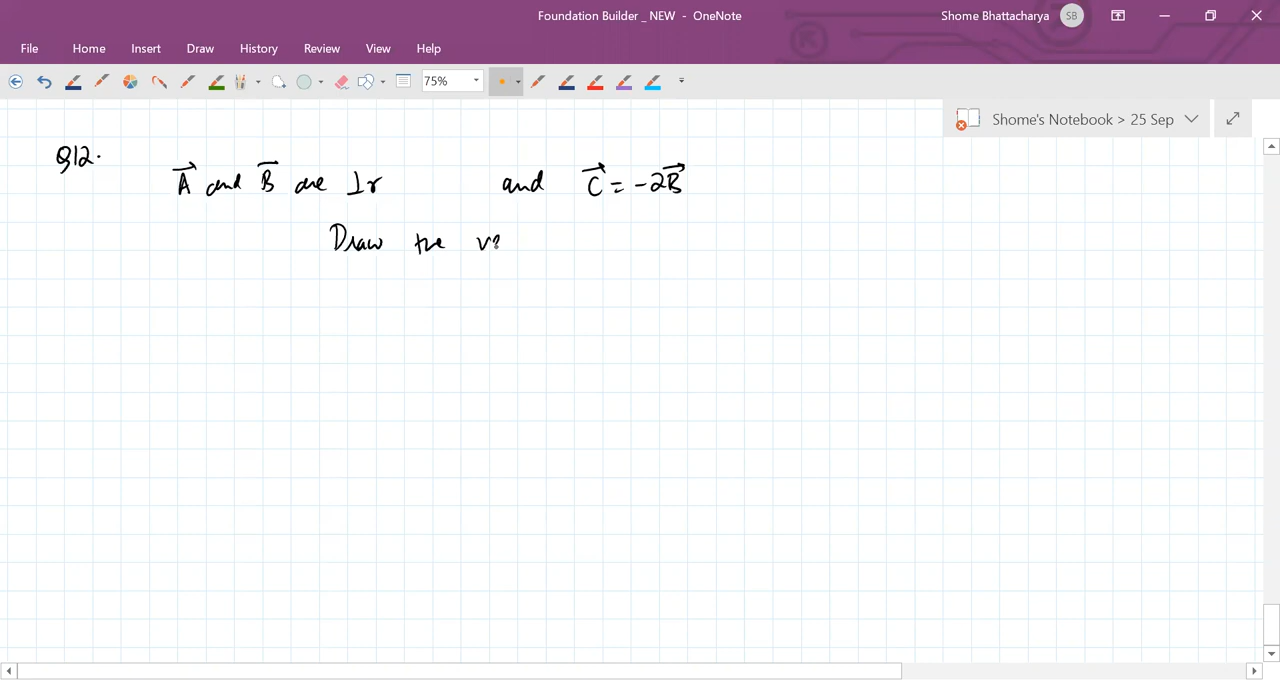 Foundation Builder _ NEW - OneNote
Shome Bhattacharya SB
File Home Insert Draw History Review View Help
75%
Shome's Notebook > 25 Sep
Q12.
A⃗ and B⃗ are ⊥r and C⃗ = -2B⃗
Draw the